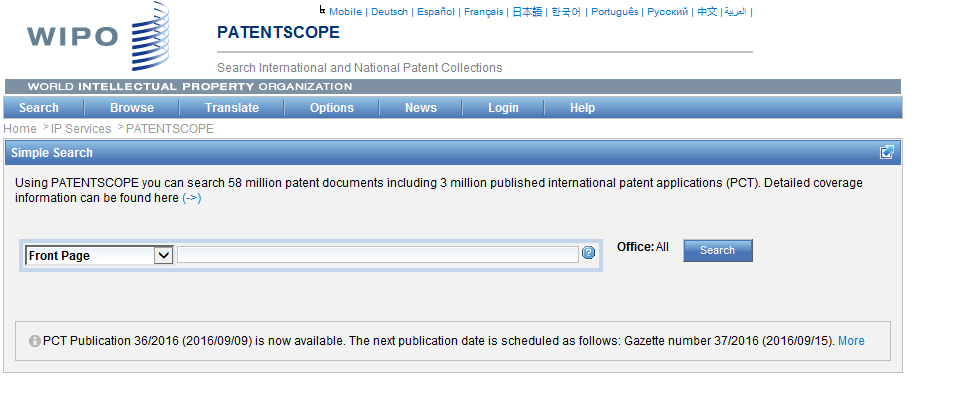 WIPO
Mobile | Deutsch | Español | Français | 日本語 | 한국어 | Português | Русский | 中文 | العربية |
PATENTSCOPE
Search International and National Patent Collections
WORLD INTELLECTUAL PROPERTY ORGANIZATION
Search Browse Translate Options News Login Help
Home > IP Services > PATENTSCOPE
Simple Search
Using PATENTSCOPE you can search 58 million patent documents including 3 million published international patent applications (PCT). Detailed coverage
information can be found here (->)
Front Page ? Office: All Search
PCT Publication 36/2016 (2016/09/09) is now available. The next publication date is scheduled as follows: Gazette number 37/2016 (2016/09/15). More